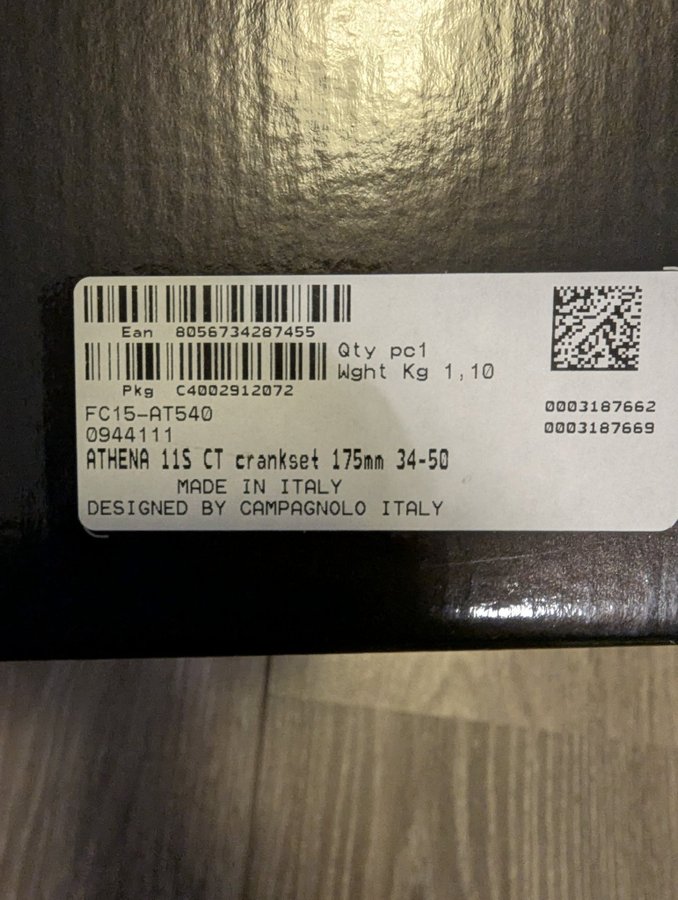 Ean 8056734287455
Pkg C4002912072
Qty pc1
Wght Kg 1,10
FC15-AT540
0944111
ATHENA 11S CT crankset 175mm 34-50
MADE IN ITALY
DESIGNED BY CAMPAGNOLO ITALY
0003187662
0003187669